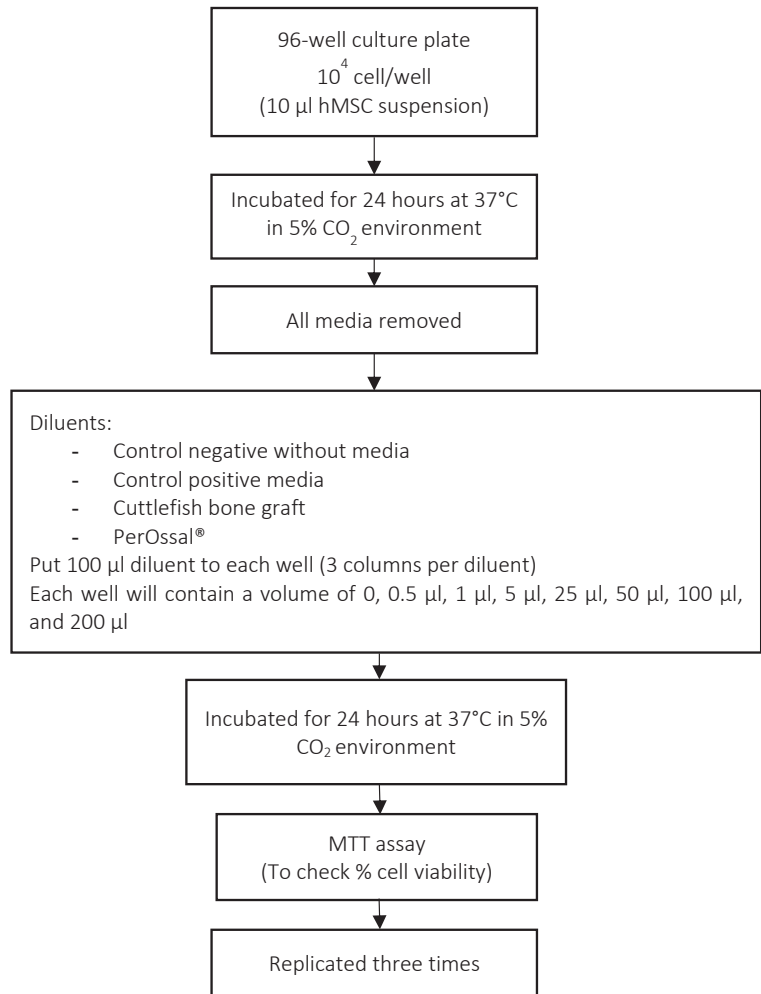 96-well culture plate
10⁴ cell/well
(10 µl hMSC suspension)
Incubated for 24 hours at 37°C
in 5% CO₂ environment
All media removed
Diluents:
- Control negative without media
- Control positive media
- Cuttlefish bone graft
- PerOssal®
Put 100 µl diluent to each well (3 columns per diluent)
Each well will contain a volume of 0, 0.5 µl, 1 µl, 5 µl, 25 µl, 50 µl, 100 µl,
and 200 µl
Incubated for 24 hours at 37°C in 5%
CO₂ environment
MTT assay
(To check % cell viability)
Replicated three times